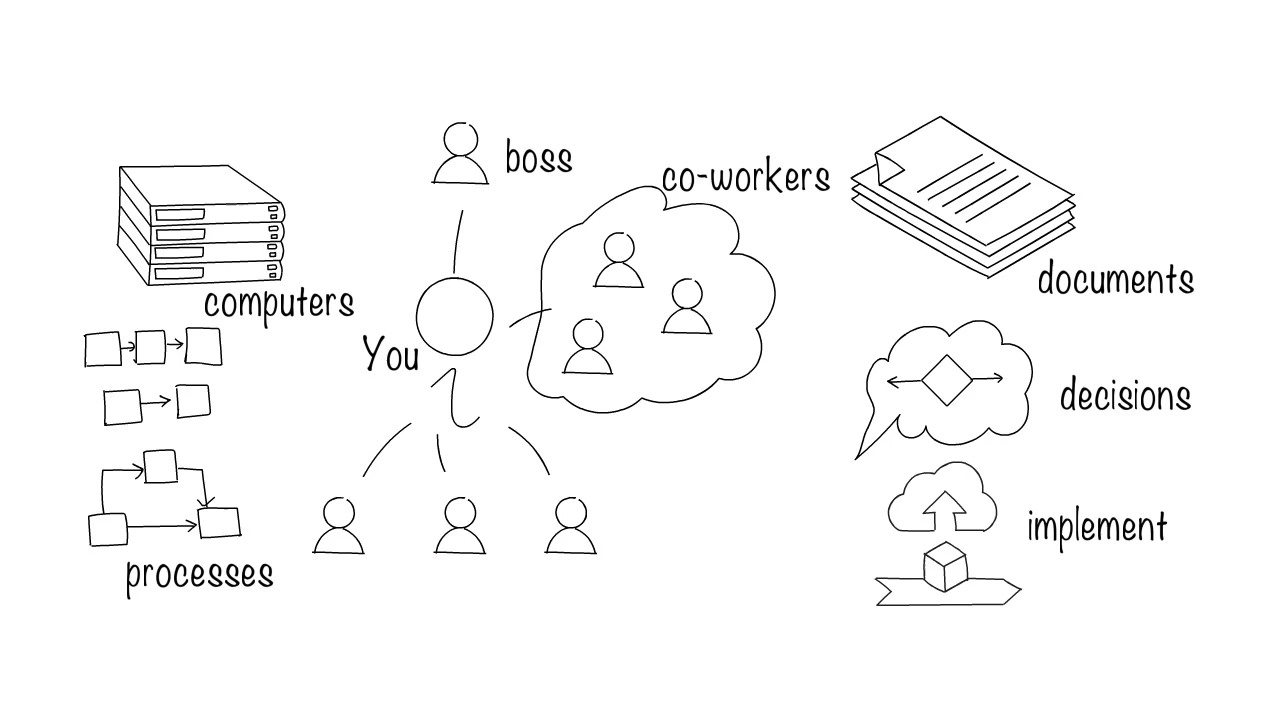 boss
co-workers
computers
documents
You
decisions
implement
processes